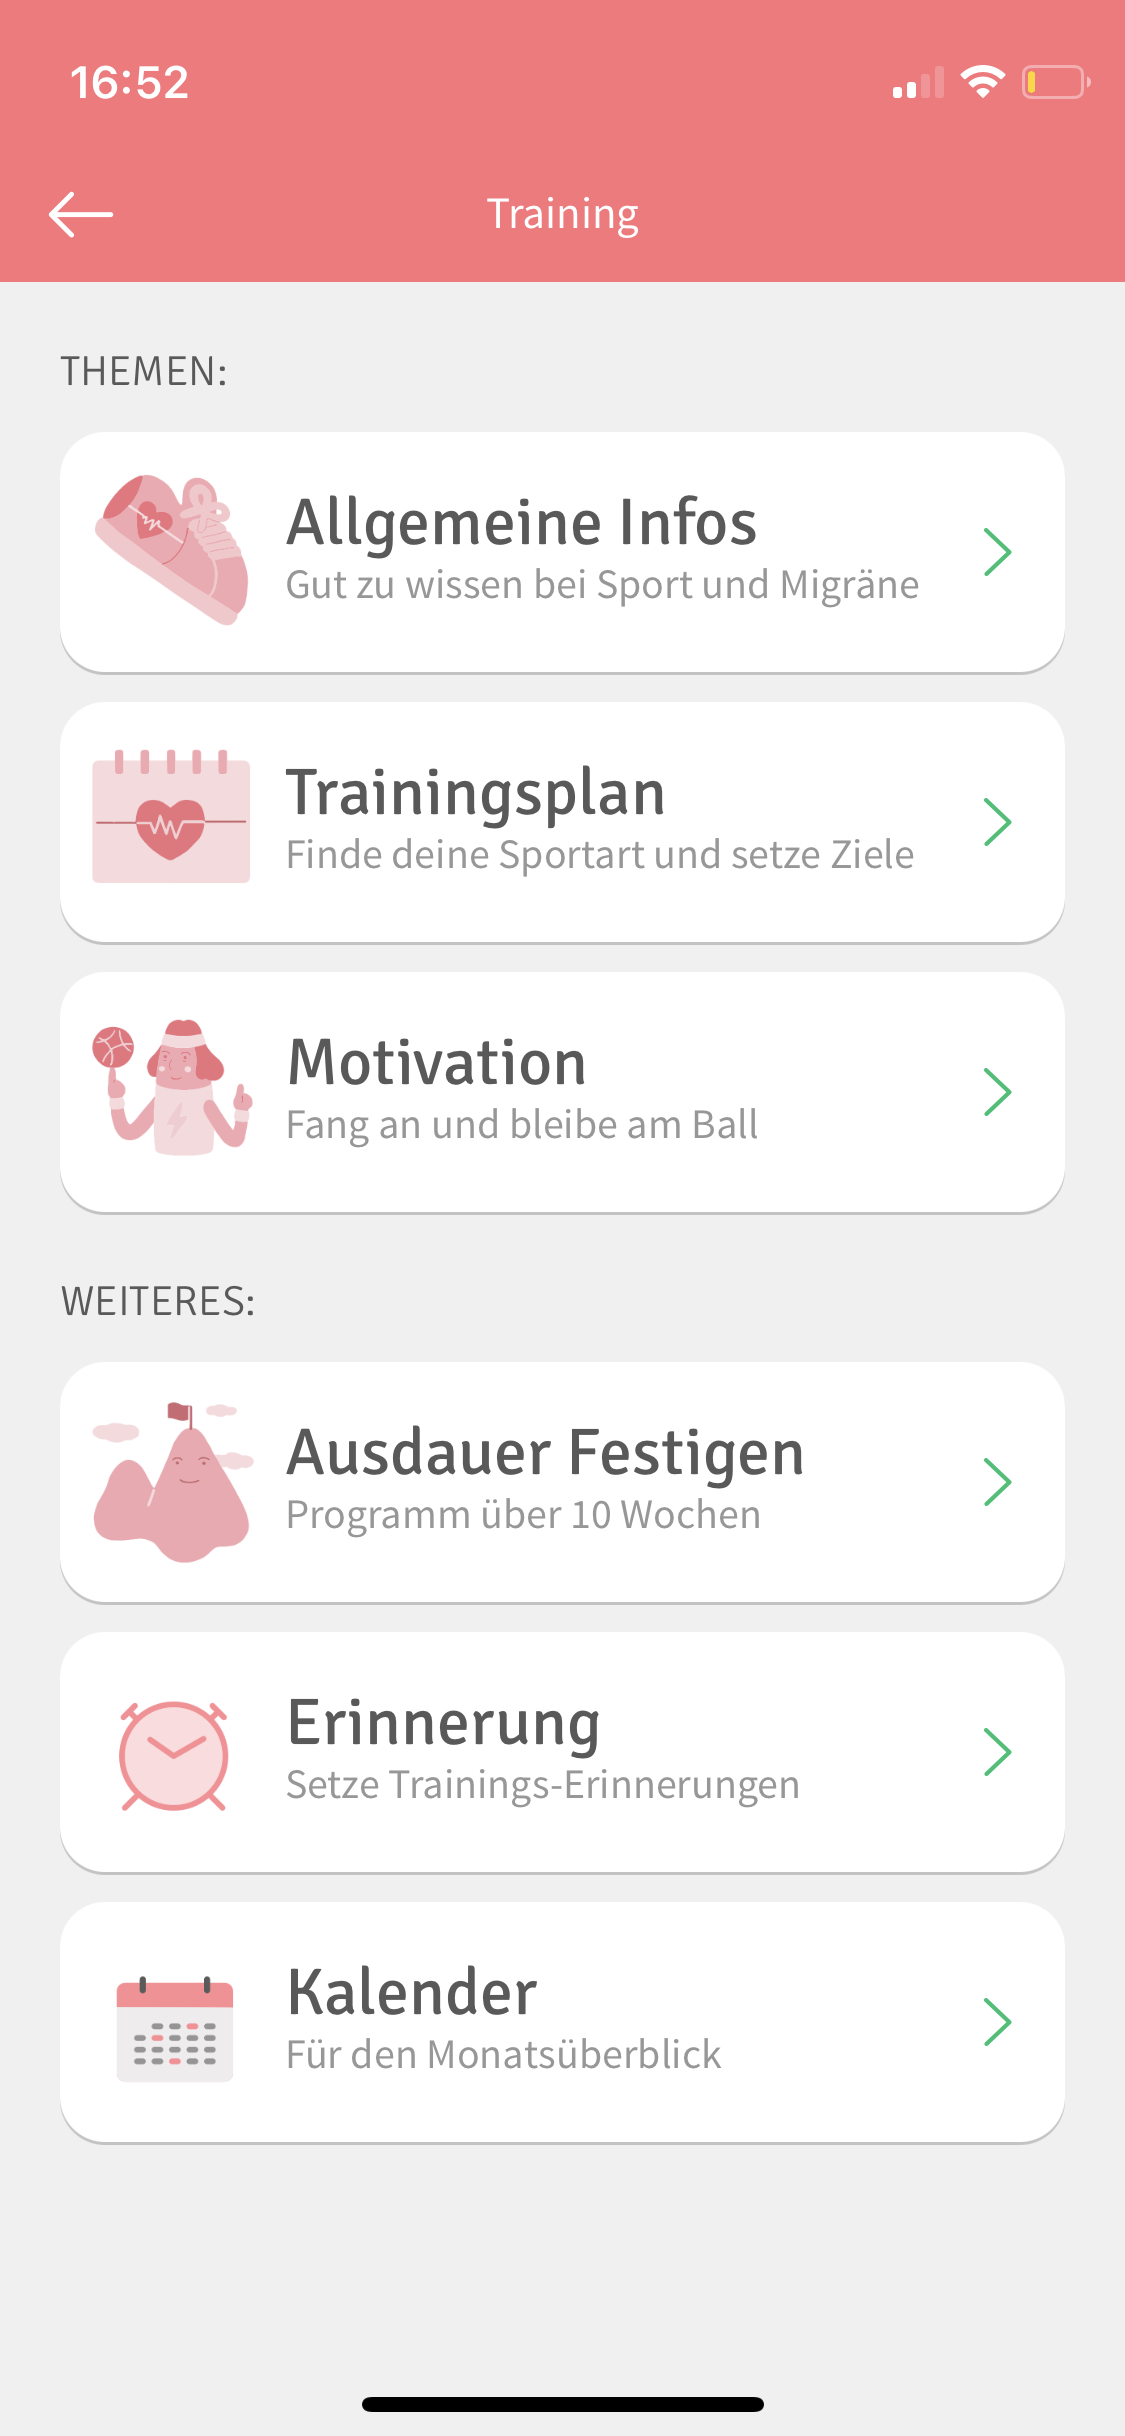 16:52
Training
THEMEN:
Allgemeine Infos
Gut zu wissen bei Sport und Migräne
Trainingsplan
Finde deine Sportart und setze Ziele
Motivation
Fang an und bleibe am Ball
WEITERES:
Ausdauer Festigen
Programm über 10 Wochen
Erinnerung
Setze Trainings-Erinnerungen
Kalender
Für den Monatsüberblick